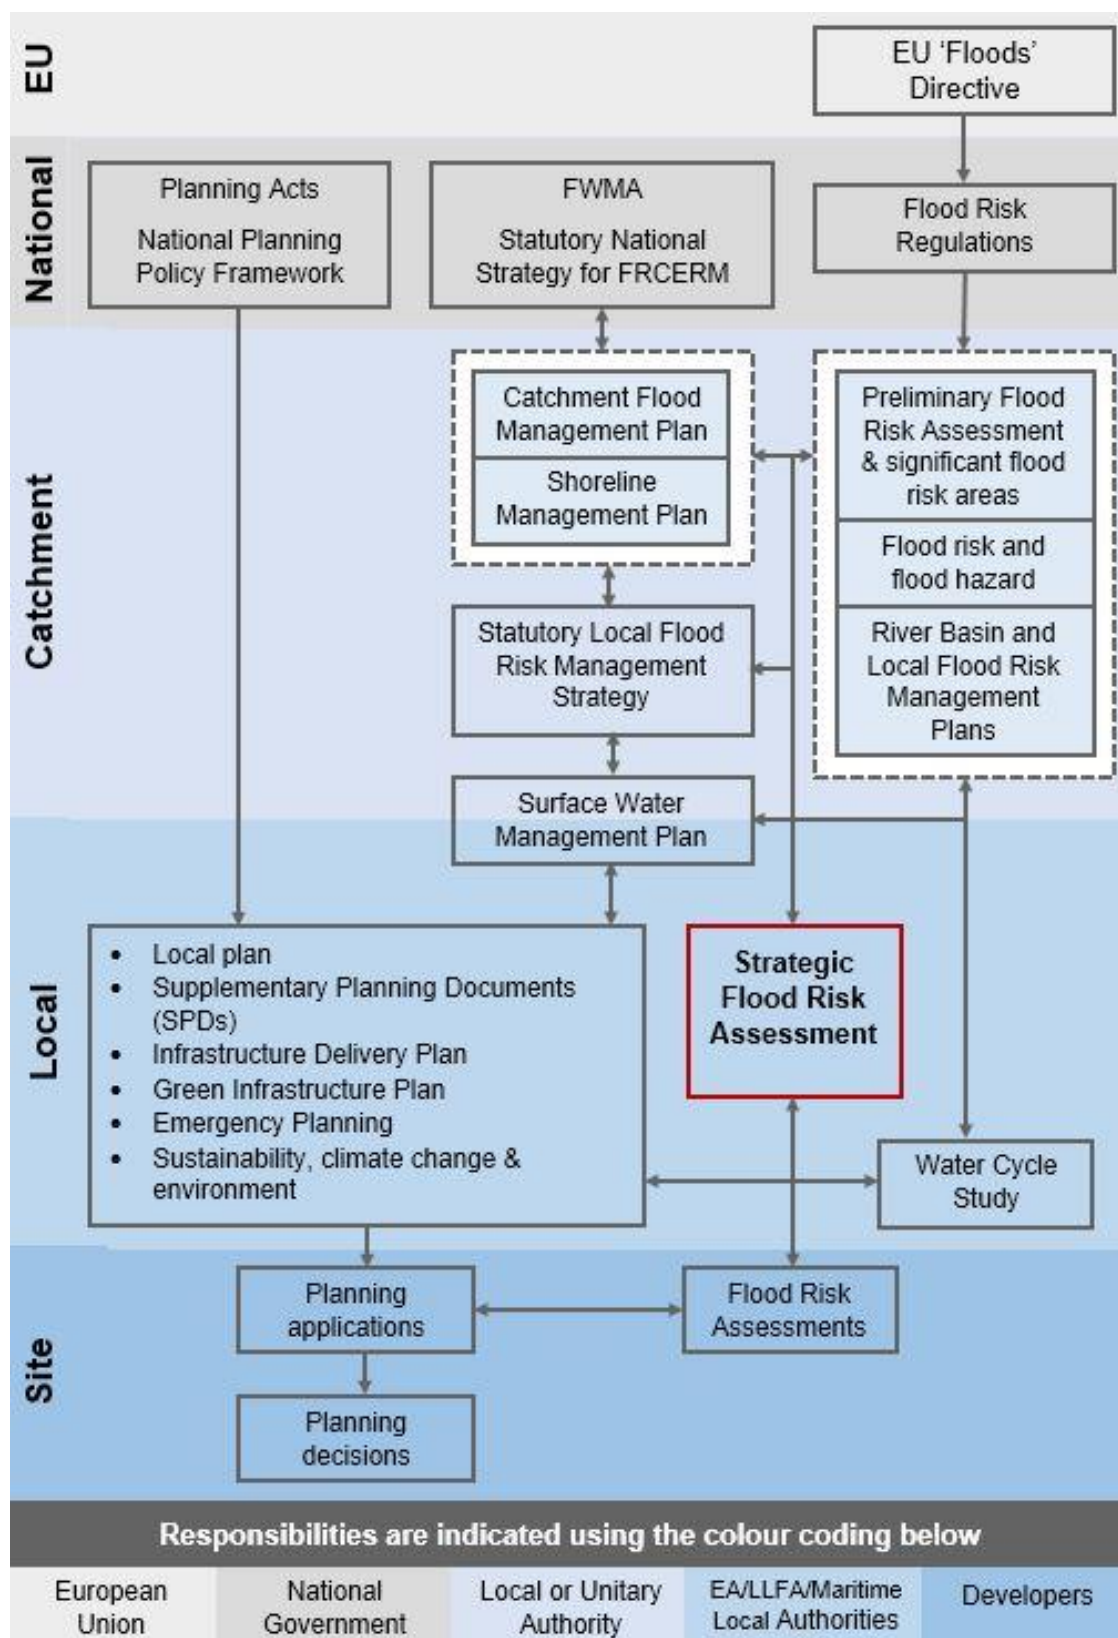 EU
EU ‘Floods’
Directive
National
Planning Acts
National Planning
Policy Framework
FWMA
Statutory National
Strategy for FRCERM
Flood Risk
Regulations
Catchment
Catchment Flood
Management Plan
Shoreline
Management Plan
Preliminary Flood
Risk Assessment
& significant flood
risk areas
Flood risk and
flood hazard
River Basin and
Local Flood Risk
Management
Plans
Statutory Local Flood
Risk Management
Strategy
Surface Water
Management Plan
Local
• Local plan
• Supplementary Planning Documents
(SPDs)
• Infrastructure Delivery Plan
• Green Infrastructure Plan
• Emergency Planning
• Sustainability, climate change &
environment
Strategic
Flood Risk
Assessment
Water Cycle
Study
Site
Planning
applications
Flood Risk
Assessments
Planning
decisions
Responsibilities are indicated using the colour coding below
European
Union
National
Government
Local or Unitary
Authority
EA/LLFA/Maritime
Local Authorities
Developers